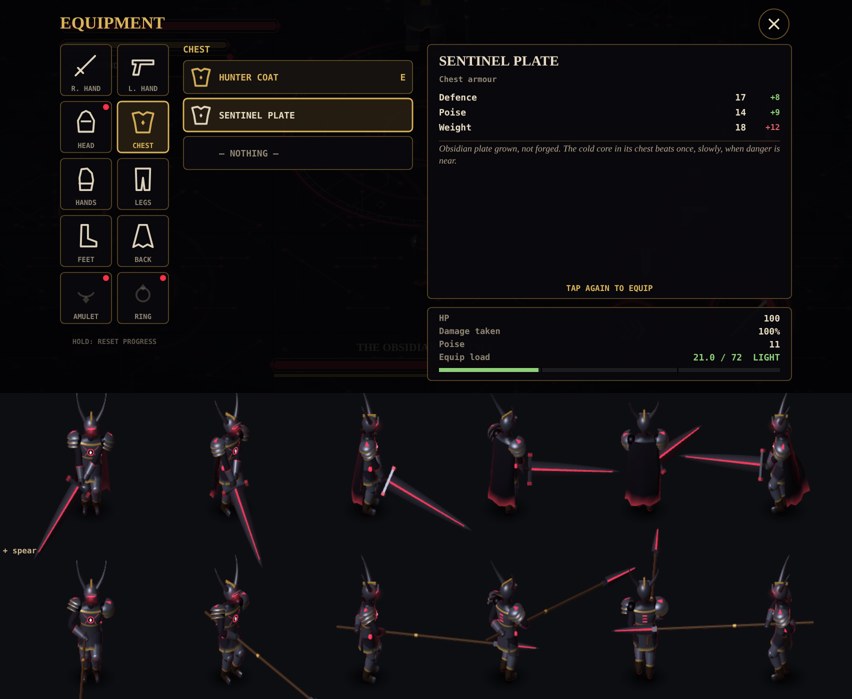 EQUIPMENT
R. HAND
L. HAND
HEAD
CHEST
HANDS
LEGS
FEET
BACK
AMULET
RING
HOLD: RESET PROGRESS
CHEST
HUNTER COAT E
SENTINEL PLATE
— NOTHING —
SENTINEL PLATE
Chest armour
Defence 17 +8
Poise 14 +9
Weight 18 +12
Obsidian plate grown, not forged. The cold core in its chest beats once, slowly, when danger is
near.
TAP AGAIN TO EQUIP
THE OBSIDIA
HP 100
Damage taken 100%
Poise 11
Equip load 21.0 / 72 LIGHT
+ spear